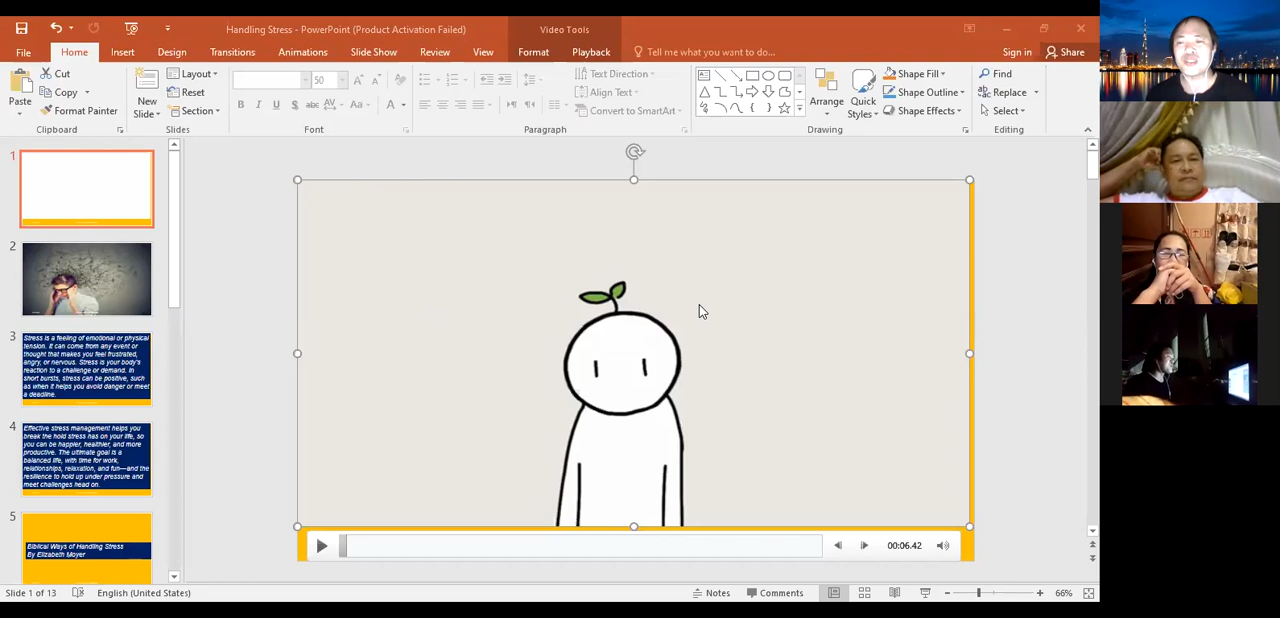 Handling Stress - PowerPoint (Product Activation Failed)
Video Tools
File
Home
Insert
Design
Transitions
Animations
Slide Show
Review
View
Format
Playback
Tell me what you want to do...
Sign in
Share
Paste
Cut
Copy
Format Painter
Clipboard
New
Slide
Layout
Reset
Section
Slides
50
B I U S abc AV Aa A
Font
Text Direction
Align Text
Convert to SmartArt
Paragraph
Arrange
Quick
Styles
Shape Fill
Shape Outline
Shape Effects
Drawing
Find
Replace
Select
Editing
1
2
3
Stress is a feeling of emotional or physical
tension. It can come from any event or
thought that makes you feel frustrated,
angry, or nervous. Stress is your body's
reaction to a challenge or demand. In
short bursts, stress can be positive, such
as when it helps you avoid danger or meet
a deadline.
4
Effective stress management helps you
break the hold stress has on your life, so
you can be happier, healthier, and more
productive. The ultimate goal is a
balanced life, with time for work,
relationships, relaxation, and fun—and the
resilience to hold up under pressure and
meet challenges head on.
5
Biblical Ways of Handling Stress
By Elizabeth Moyer
00:06.42
Slide 1 of 13
English (United States)
Notes
Comments
66%